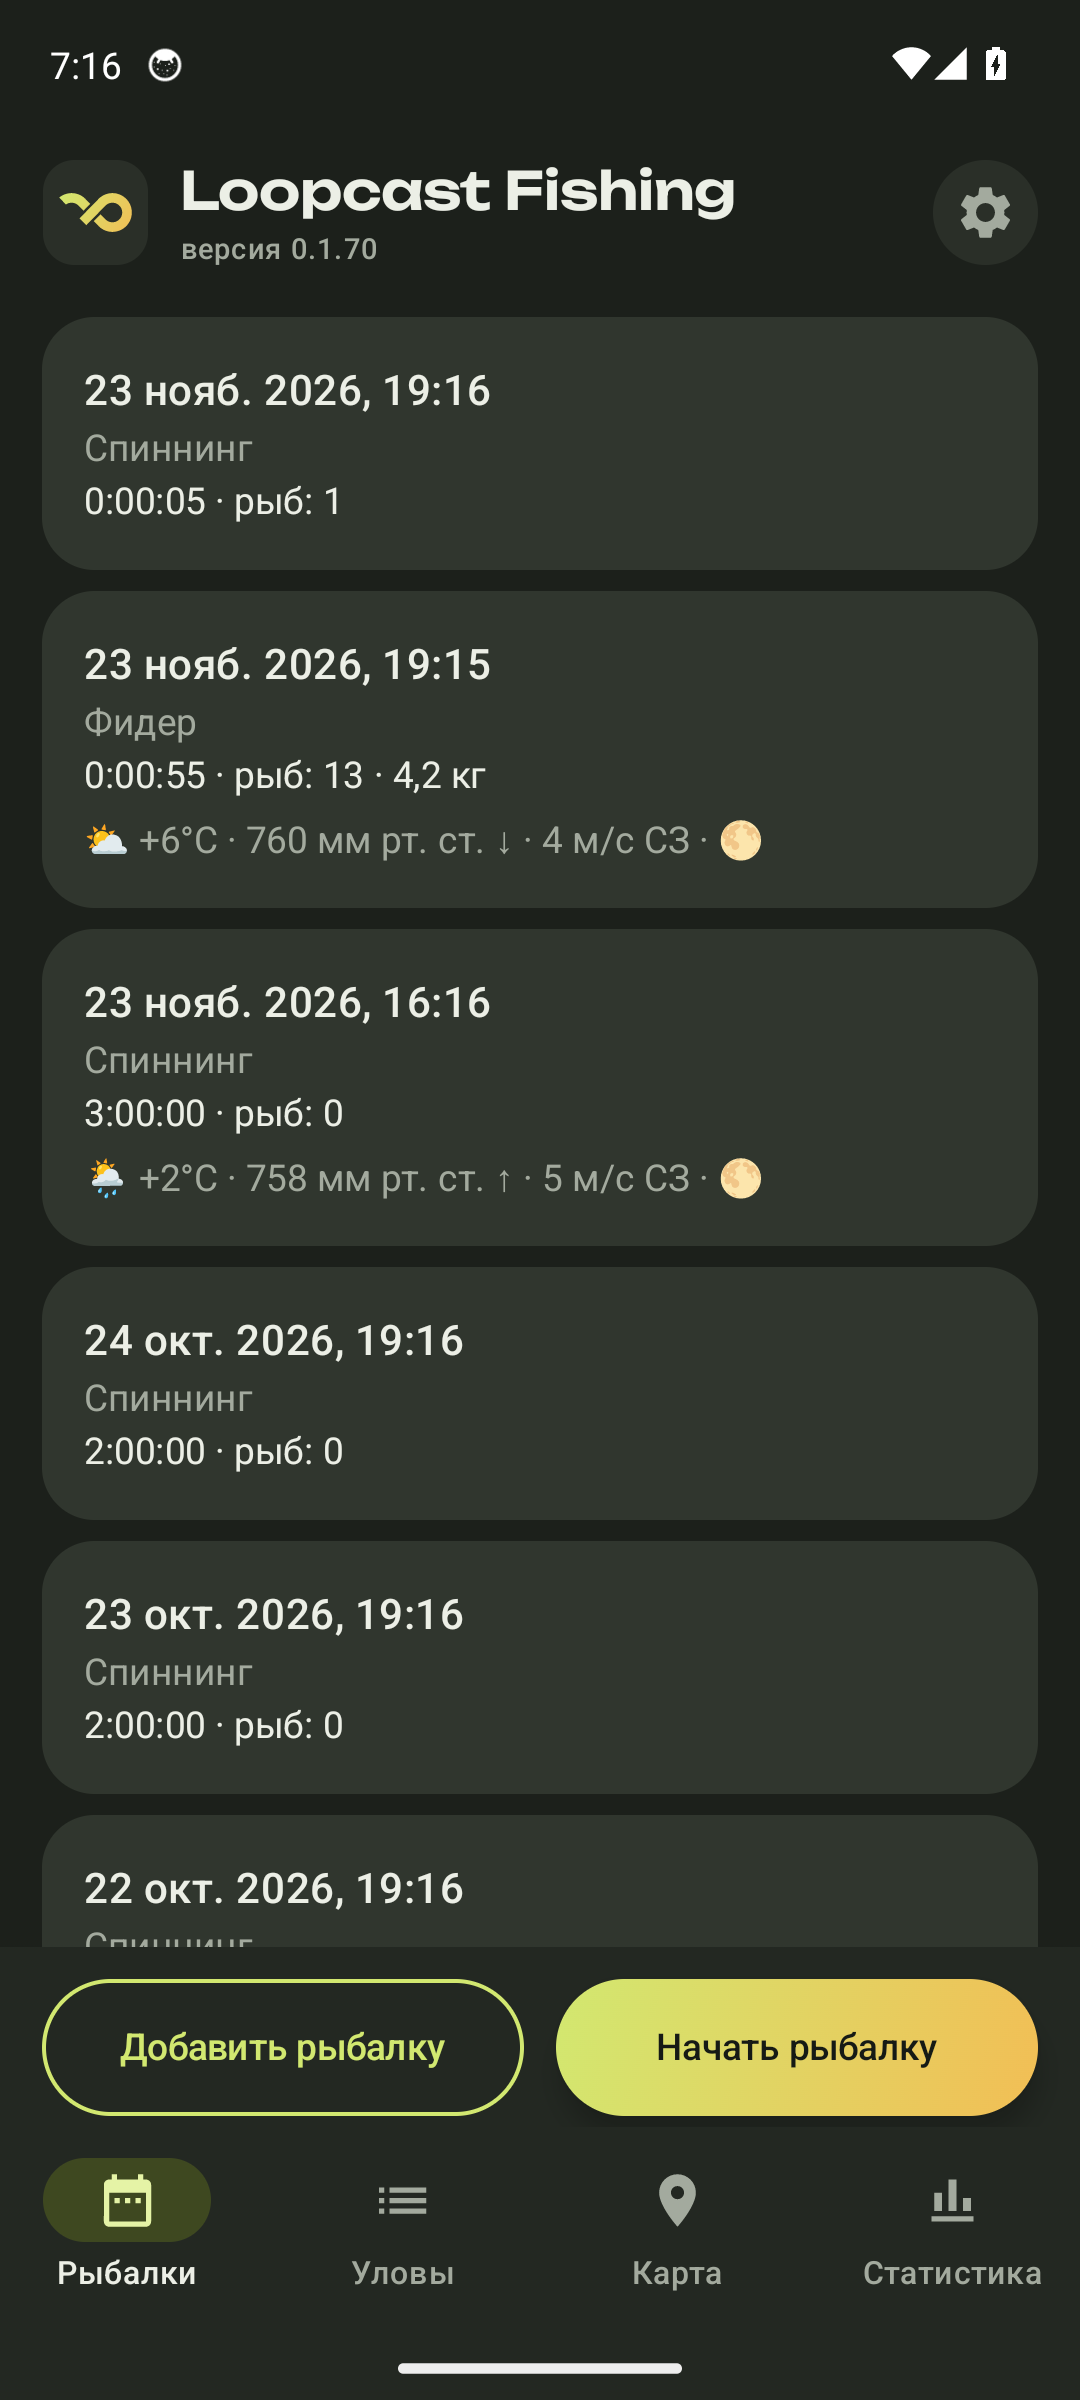 7:16
Loopcast Fishing
версия 0.1.70
23 нояб. 2026, 19:16
Спиннинг
0:00:05 · рыб: 1
23 нояб. 2026, 19:15
Фидер
0:00:55 · рыб: 13 · 4,2 кг
+6°C · 760 мм рт. ст. ↓ · 4 м/с СЗ ·
23 нояб. 2026, 16:16
Спиннинг
3:00:00 · рыб: 0
+2°C · 758 мм рт. ст. ↑ · 5 м/с СЗ ·
24 окт. 2026, 19:16
Спиннинг
2:00:00 · рыб: 0
23 окт. 2026, 19:16
Спиннинг
2:00:00 · рыб: 0
22 окт. 2026, 19:16
Спиннинг
Добавить рыбалку
Начать рыбалку
Рыбалки
Уловы
Карта
Статистика